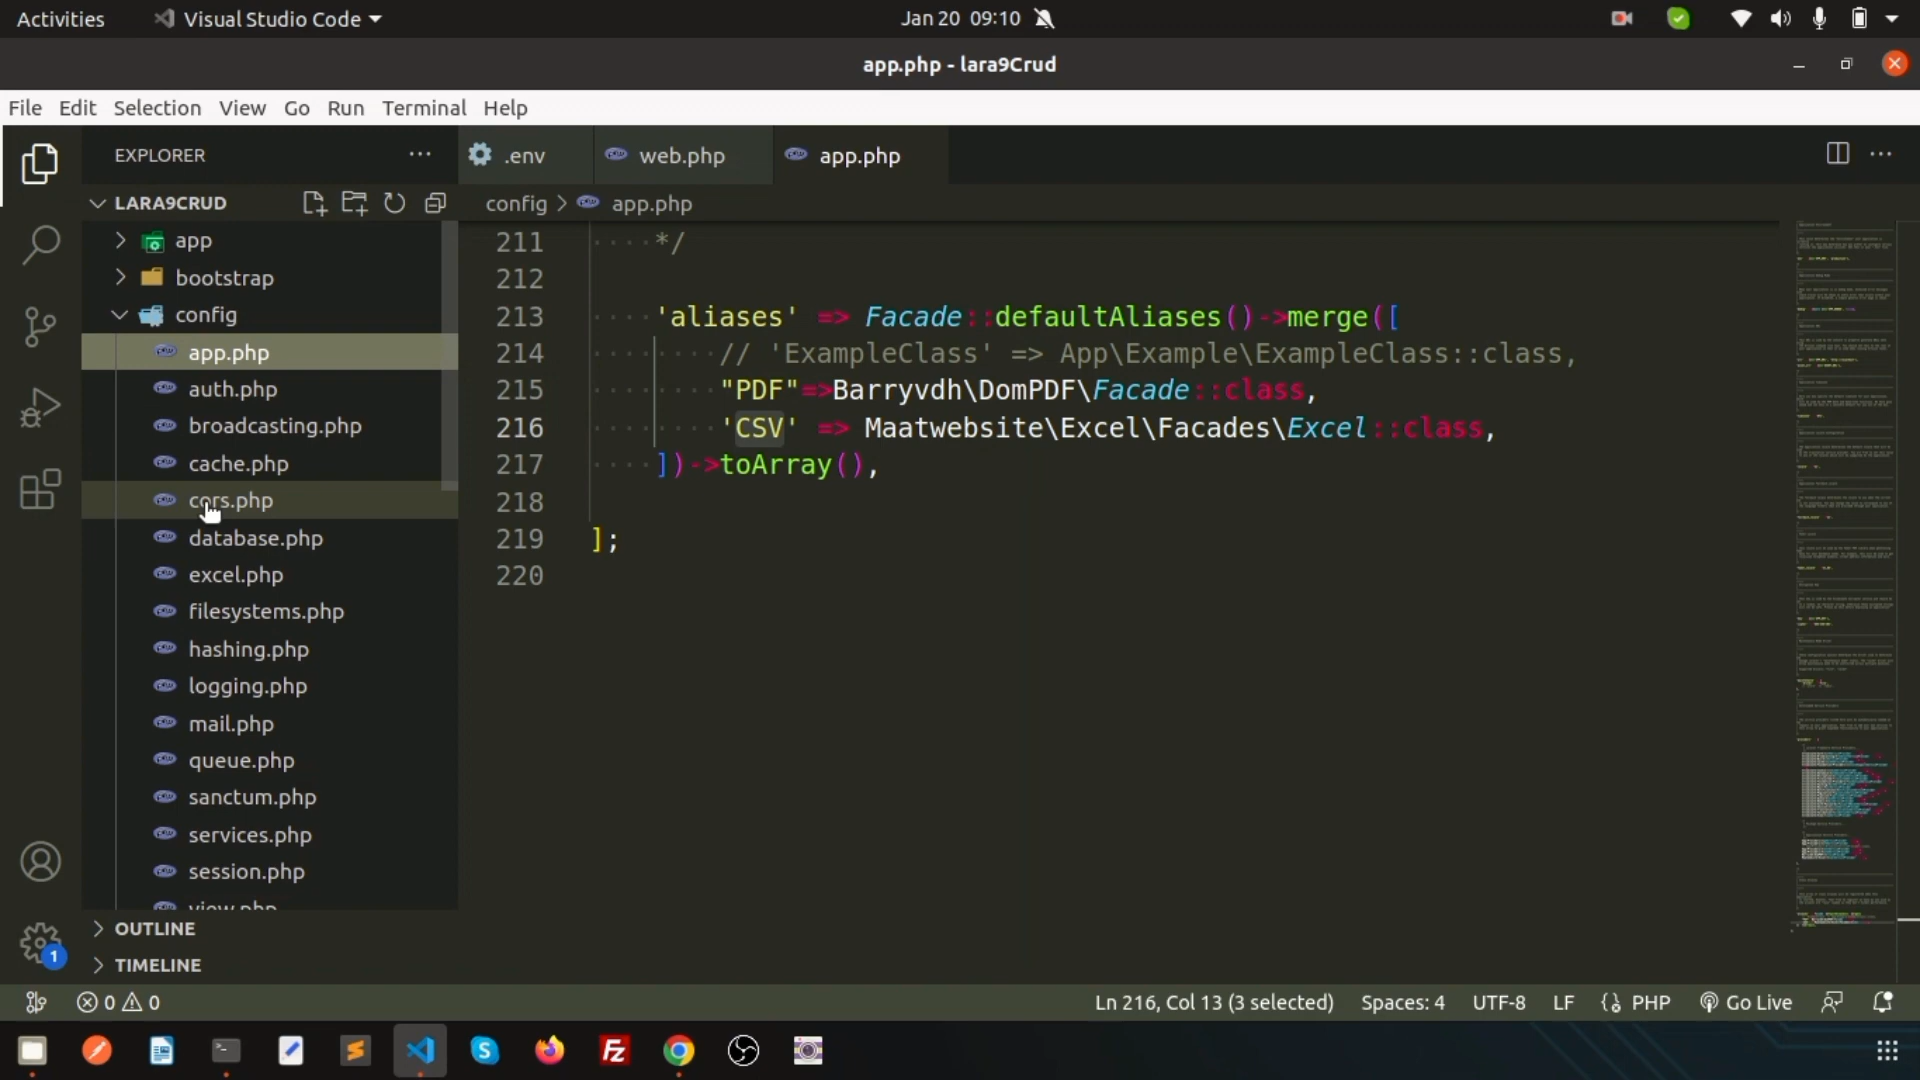 Activities
Visual Studio Code
Jan 20 09:10
app.php - lara9Crud
File Edit Selection View Go Run Terminal Help
EXPLORER
.env
web.php
app.php
LARA9CRUD
config
app.php
app
bootstrap
config
app.php
auth.php
broadcasting.php
cache.php
cors.php
database.php
excel.php
filesystems.php
hashing.php
logging.php
mail.php
queue.php
sanctum.php
services.php
session.php
view.php
OUTLINE
TIMELINE
211 */
212
213 'aliases' => Facade::defaultAliases()->merge([
214 // 'ExampleClass' => App\Example\ExampleClass::class,
215 "PDF"=>Barryvdh\DomPDF\Facade::class,
216 'CSV' => Maatwebsite\Excel\Facades\Excel::class,
217 ])->toArray(),
218
219 ];
220
1
0 0
Ln 216, Col 13 (3 selected)
Spaces: 4
UTF-8
LF
PHP
Go Live